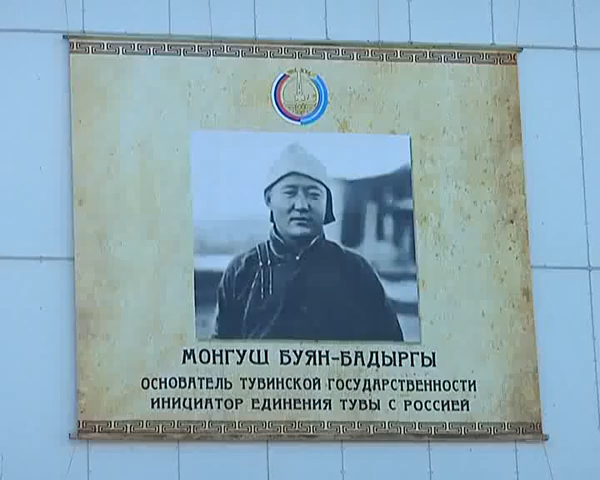 МОНГУШ БУЯН-БАДЫРГЫ
ОСНОВАТЕЛЬ ТУВИНСКОЙ ГОСУДАРСТВЕННОСТИ
ИНИЦИАТОР ЕДИНЕНИЯ ТУВЫ С РОССИЕЙ